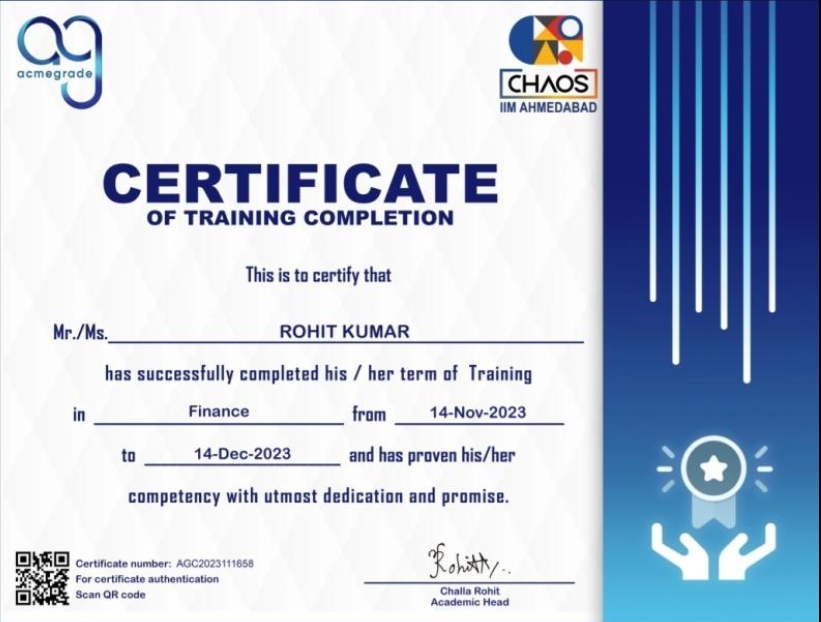 ag
acmegrade
CHAOS
IIM AHMEDABAD
CERTIFICATE
OF TRAINING COMPLETION
This is to certify that
Mr./Ms. ROHIT KUMAR
has successfully completed his / her term of Training
in Finance from 14-Nov-2023
to 14-Dec-2023 and has proven his/her
competency with utmost dedication and promise.
Certificate number: AGC2023111658
For certificate authentication
Scan QR code
Challa Rohit
Academic Head